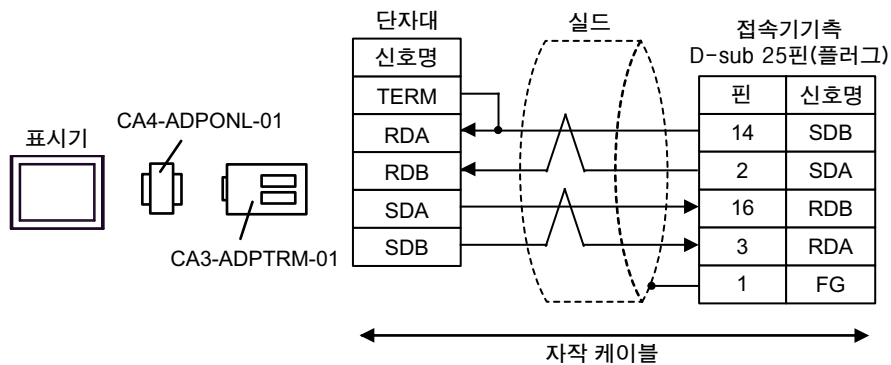 표시기
CA4-ADPONL-01
CA3-ADPTRM-01
단자대
신호명
TERM
RDA
RDB
SDA
SDB
실드
접속기기측
D-sub 25핀(플러그)
핀 신호명
14 SDB
2 SDA
16 RDB
3 RDA
1 FG
자작 케이블